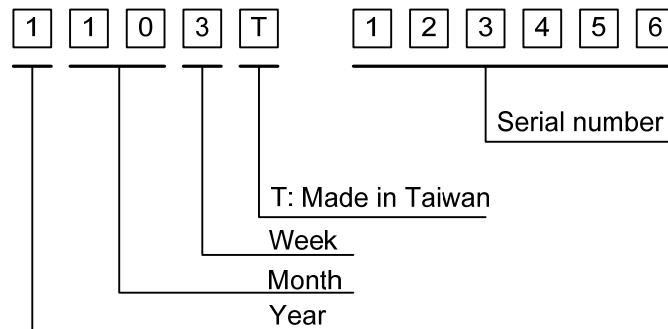 1 1 0 3 T 1 2 3 4 5 6
Serial number
T: Made in Taiwan
Week
Month
Year